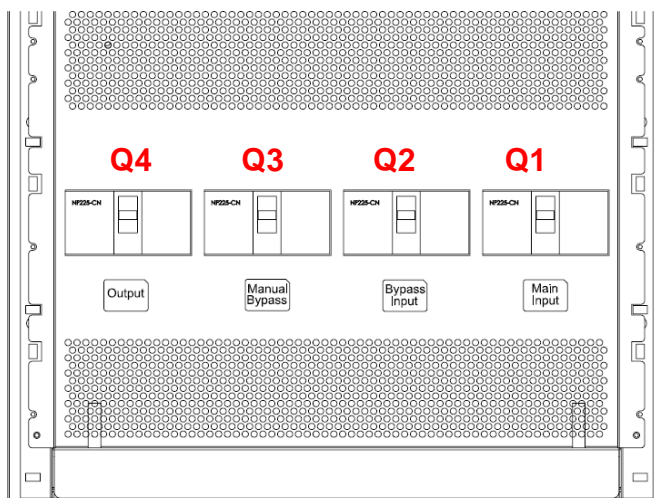 Q4 Q3 Q2 Q1
NF225-CN NF225-CN NF225-CN NF225-CN
Output
Manual
Bypass
Bypass
Input
Main
Input